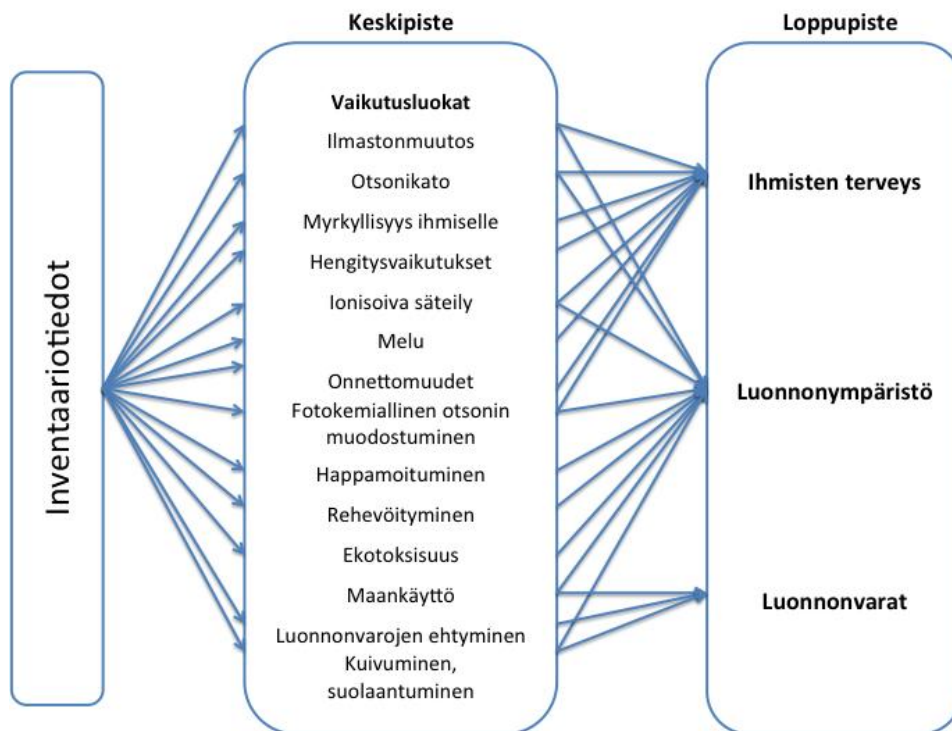 Keskipiste
Loppupiste
Inventaariotiedot
Vaikutusluokat
Ilmastonmuutos
Otsonikato
Myrkyllisyys ihmiselle
Hengitysvaikutukset
Ionisoiva säteily
Melu
Onnettomuudet
Fotokemiallinen otsonin
muodostuminen
Happamoituminen
Rehevöityminen
Ekotoksisuus
Maankäyttö
Luonnonvarojen ehtyminen
Kuivuminen,
suolaantuminen
Ihmisten terveys
Luonnonympäristö
Luonnonvarat